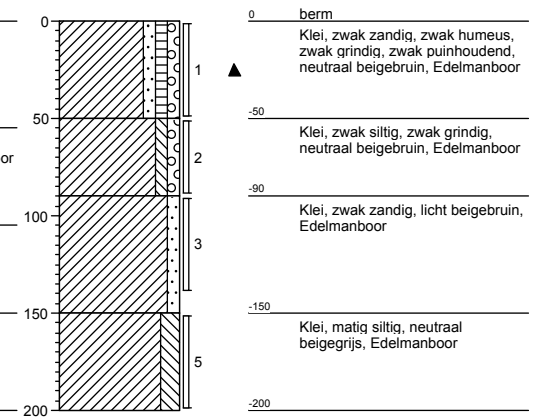 0
50
or
100
150
200
1
2
3
5
0 berm
Klei, zwak zandig, zwak humeus,
zwak grindig, zwak puinhoudend,
neutraal beigebruin, Edelmanboor
-50
Klei, zwak siltig, zwak grindig,
neutraal beigebruin, Edelmanboor
-90
Klei, zwak zandig, licht beigebruin,
Edelmanboor
-150
Klei, matig siltig, neutraal
beigegrijs, Edelmanboor
-200